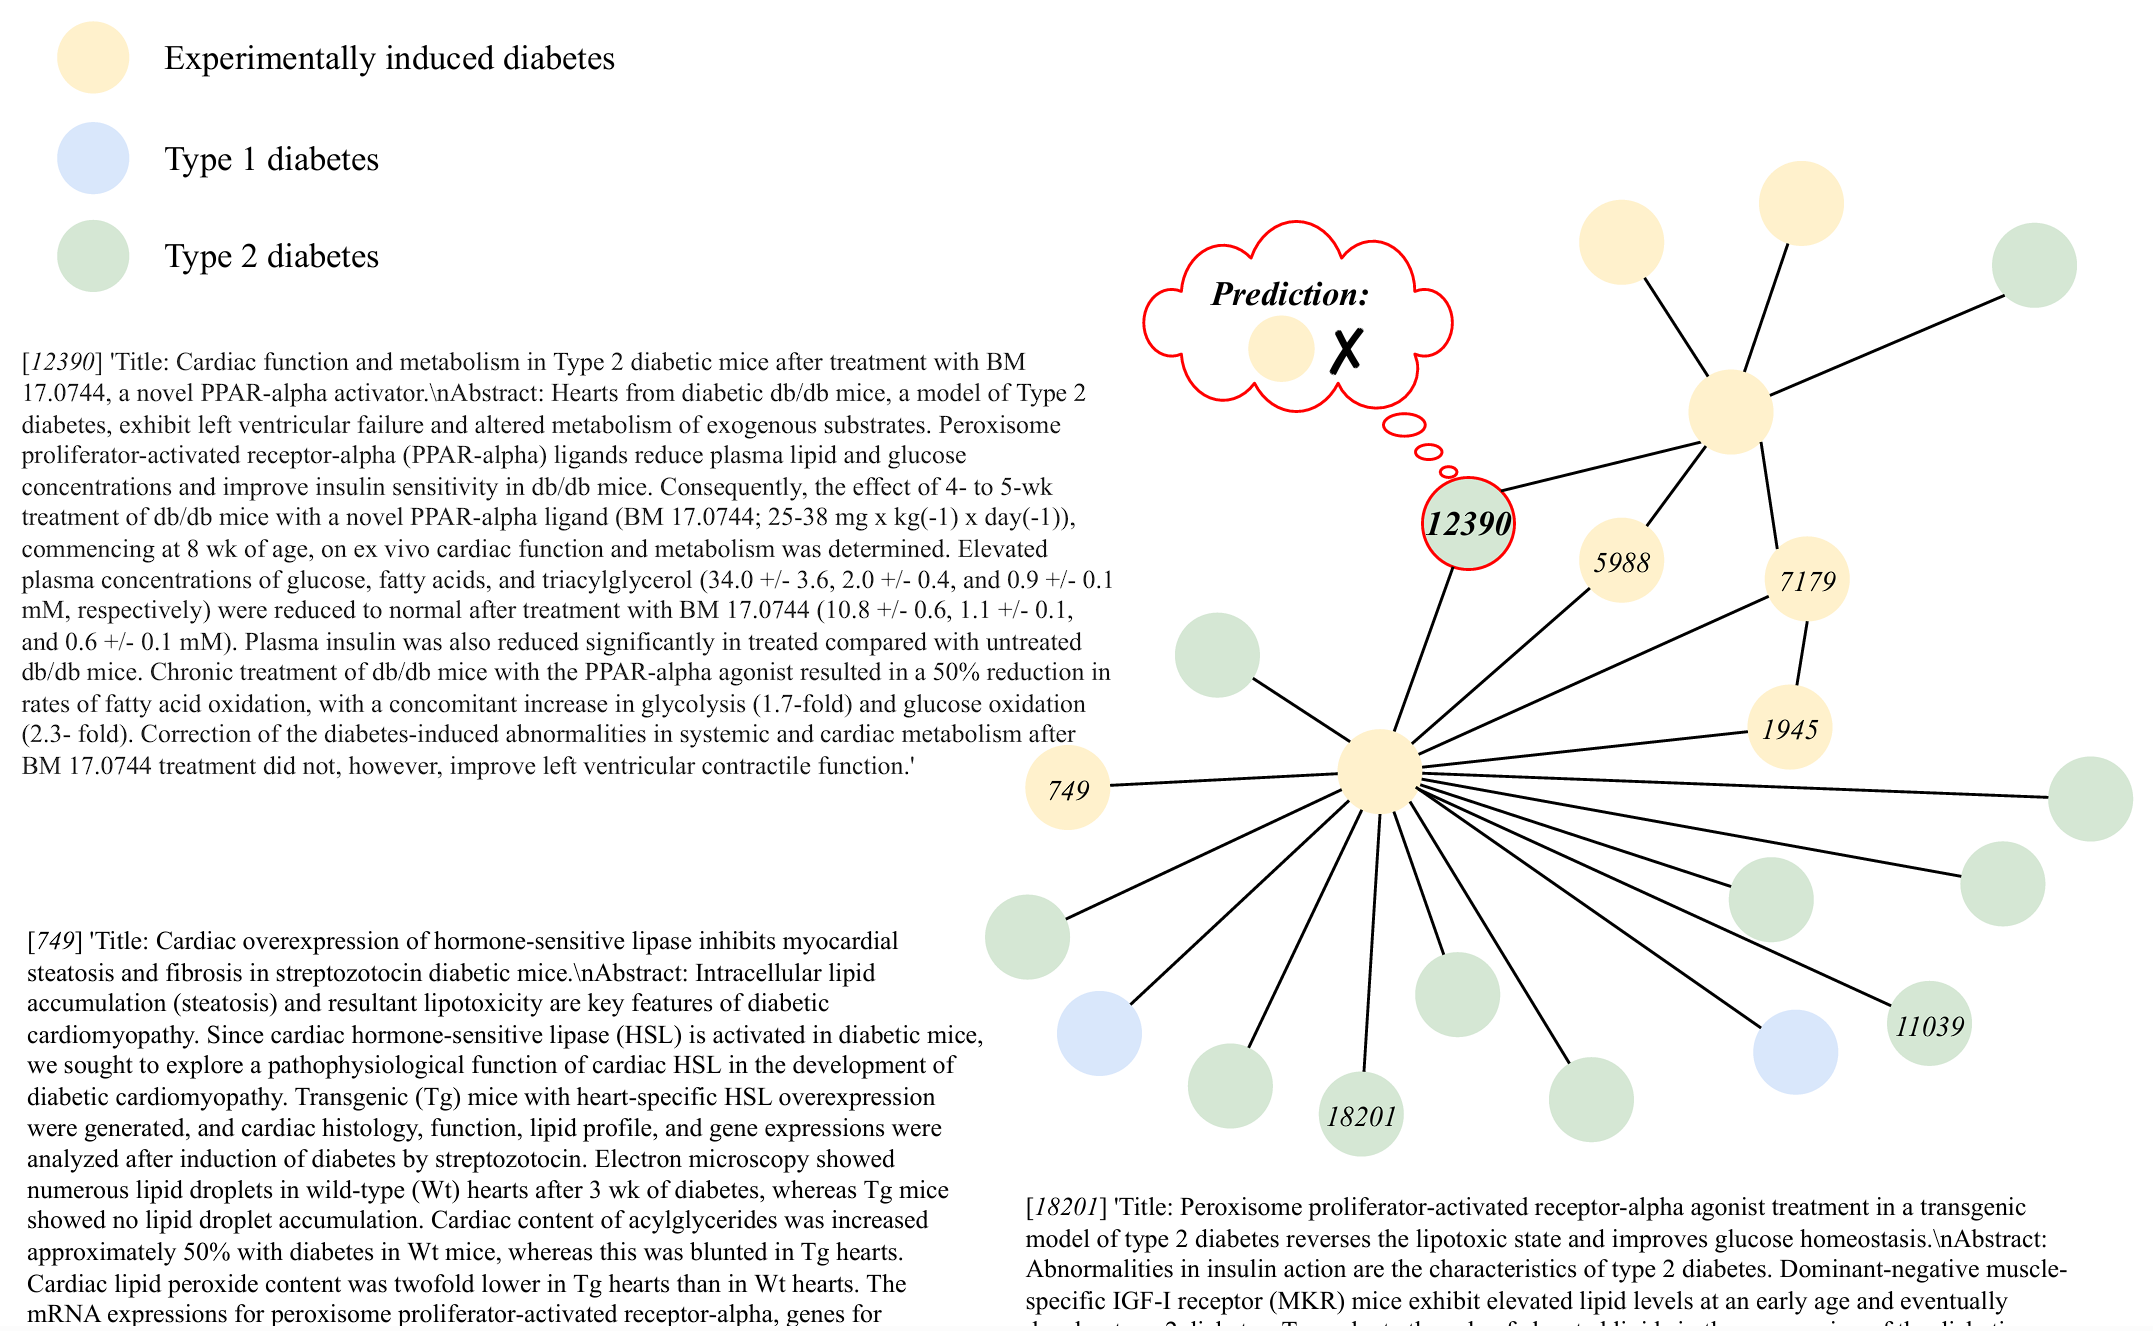 Experimentally induced diabetes
Type 1 diabetes
Type 2 diabetes
Prediction:
✗
[12390] 'Title: Cardiac function and metabolism in Type 2 diabetic mice after treatment with BM
17.0744, a novel PPAR-alpha activator.\nAbstract: Hearts from diabetic db/db mice, a model of Type 2
diabetes, exhibit left ventricular failure and altered metabolism of exogenous substrates. Peroxisome
proliferator-activated receptor-alpha (PPAR-alpha) ligands reduce plasma lipid and glucose
concentrations and improve insulin sensitivity in db/db mice. Consequently, the effect of 4- to 5-wk
treatment of db/db mice with a novel PPAR-alpha ligand (BM 17.0744; 25-38 mg x kg(-1) x day(-1)),
commencing at 8 wk of age, on ex vivo cardiac function and metabolism was determined. Elevated
plasma concentrations of glucose, fatty acids, and triacylglycerol (34.0 +/- 3.6, 2.0 +/- 0.4, and 0.9 +/- 0.1
mM, respectively) were reduced to normal after treatment with BM 17.0744 (10.8 +/- 0.6, 1.1 +/- 0.1,
and 0.6 +/- 0.1 mM). Plasma insulin was also reduced significantly in treated compared with untreated
db/db mice. Chronic treatment of db/db mice with the PPAR-alpha agonist resulted in a 50% reduction in
rates of fatty acid oxidation, with a concomitant increase in glycolysis (1.7-fold) and glucose oxidation
(2.3- fold). Correction of the diabetes-induced abnormalities in systemic and cardiac metabolism after
BM 17.0744 treatment did not, however, improve left ventricular contractile function.'
12390
5988
7179
1945
749
11039
18201
[749] 'Title: Cardiac overexpression of hormone-sensitive lipase inhibits myocardial
steatosis and fibrosis in streptozotocin diabetic mice.\nAbstract: Intracellular lipid
accumulation (steatosis) and resultant lipotoxicity are key features of diabetic
cardiomyopathy. Since cardiac hormone-sensitive lipase (HSL) is activated in diabetic mice,
we sought to explore a pathophysiological function of cardiac HSL in the development of
diabetic cardiomyopathy. Transgenic (Tg) mice with heart-specific HSL overexpression
were generated, and cardiac histology, function, lipid profile, and gene expressions were
analyzed after induction of diabetes by streptozotocin. Electron microscopy showed
numerous lipid droplets in wild-type (Wt) hearts after 3 wk of diabetes, whereas Tg mice
showed no lipid droplet accumulation. Cardiac content of acylglycerides was increased
approximately 50% with diabetes in Wt mice, whereas this was blunted in Tg hearts.
Cardiac lipid peroxide content was twofold lower in Tg hearts than in Wt hearts. The
mRNA expressions for peroxisome proliferator-activated receptor-alpha, genes for
[18201] 'Title: Peroxisome proliferator-activated receptor-alpha agonist treatment in a transgenic
model of type 2 diabetes reverses the lipotoxic state and improves glucose homeostasis.\nAbstract:
Abnormalities in insulin action are the characteristics of type 2 diabetes. Dominant-negative muscle-
specific IGF-I receptor (MKR) mice exhibit elevated lipid levels at an early age and eventually